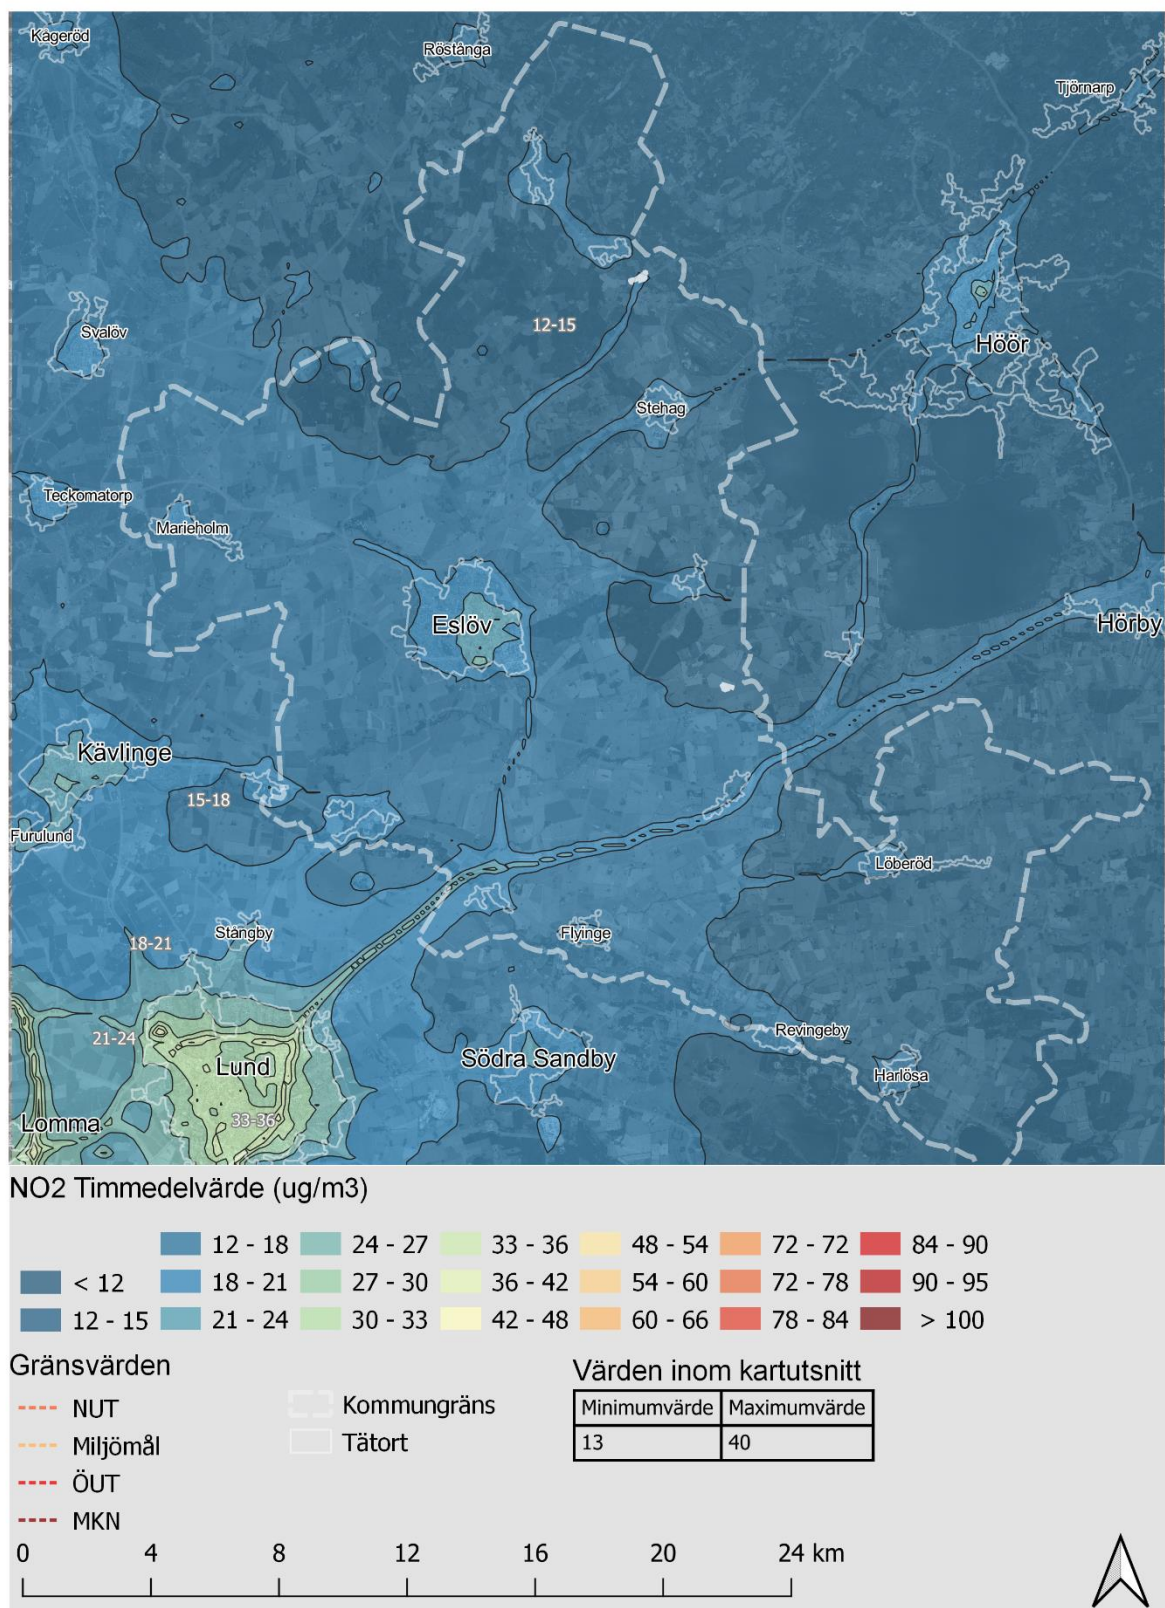 Kågeröd
Röstånga
Tjörnarp
12-15
Svalöv
Höör
Stehag
Teckomatorp
Marieholm
Eslöv
Hörby
Kävlinge
15-18
Furulund
Löberöd
Stångby
Flyinge
18-21
21-24
Revingeby
Lund
Södra Sandby
Harlösa
Lomma
33-36
NO2 Timmedelvärde (ug/m3)
12 - 18 24 - 27 33 - 36 48 - 54 72 - 72 84 - 90
< 12 18 - 21 27 - 30 36 - 42 54 - 60 72 - 78 90 - 95
12 - 15 21 - 24 30 - 33 42 - 48 60 - 66 78 - 84 > 100
Gränsvärden
Värden inom kartutsnitt
NUT
Kommungräns
Minimumvärde Maximumvärde
Miljömål
Tätort
13 40
ÖUT
MKN
0 4 8 12 16 20 24 km